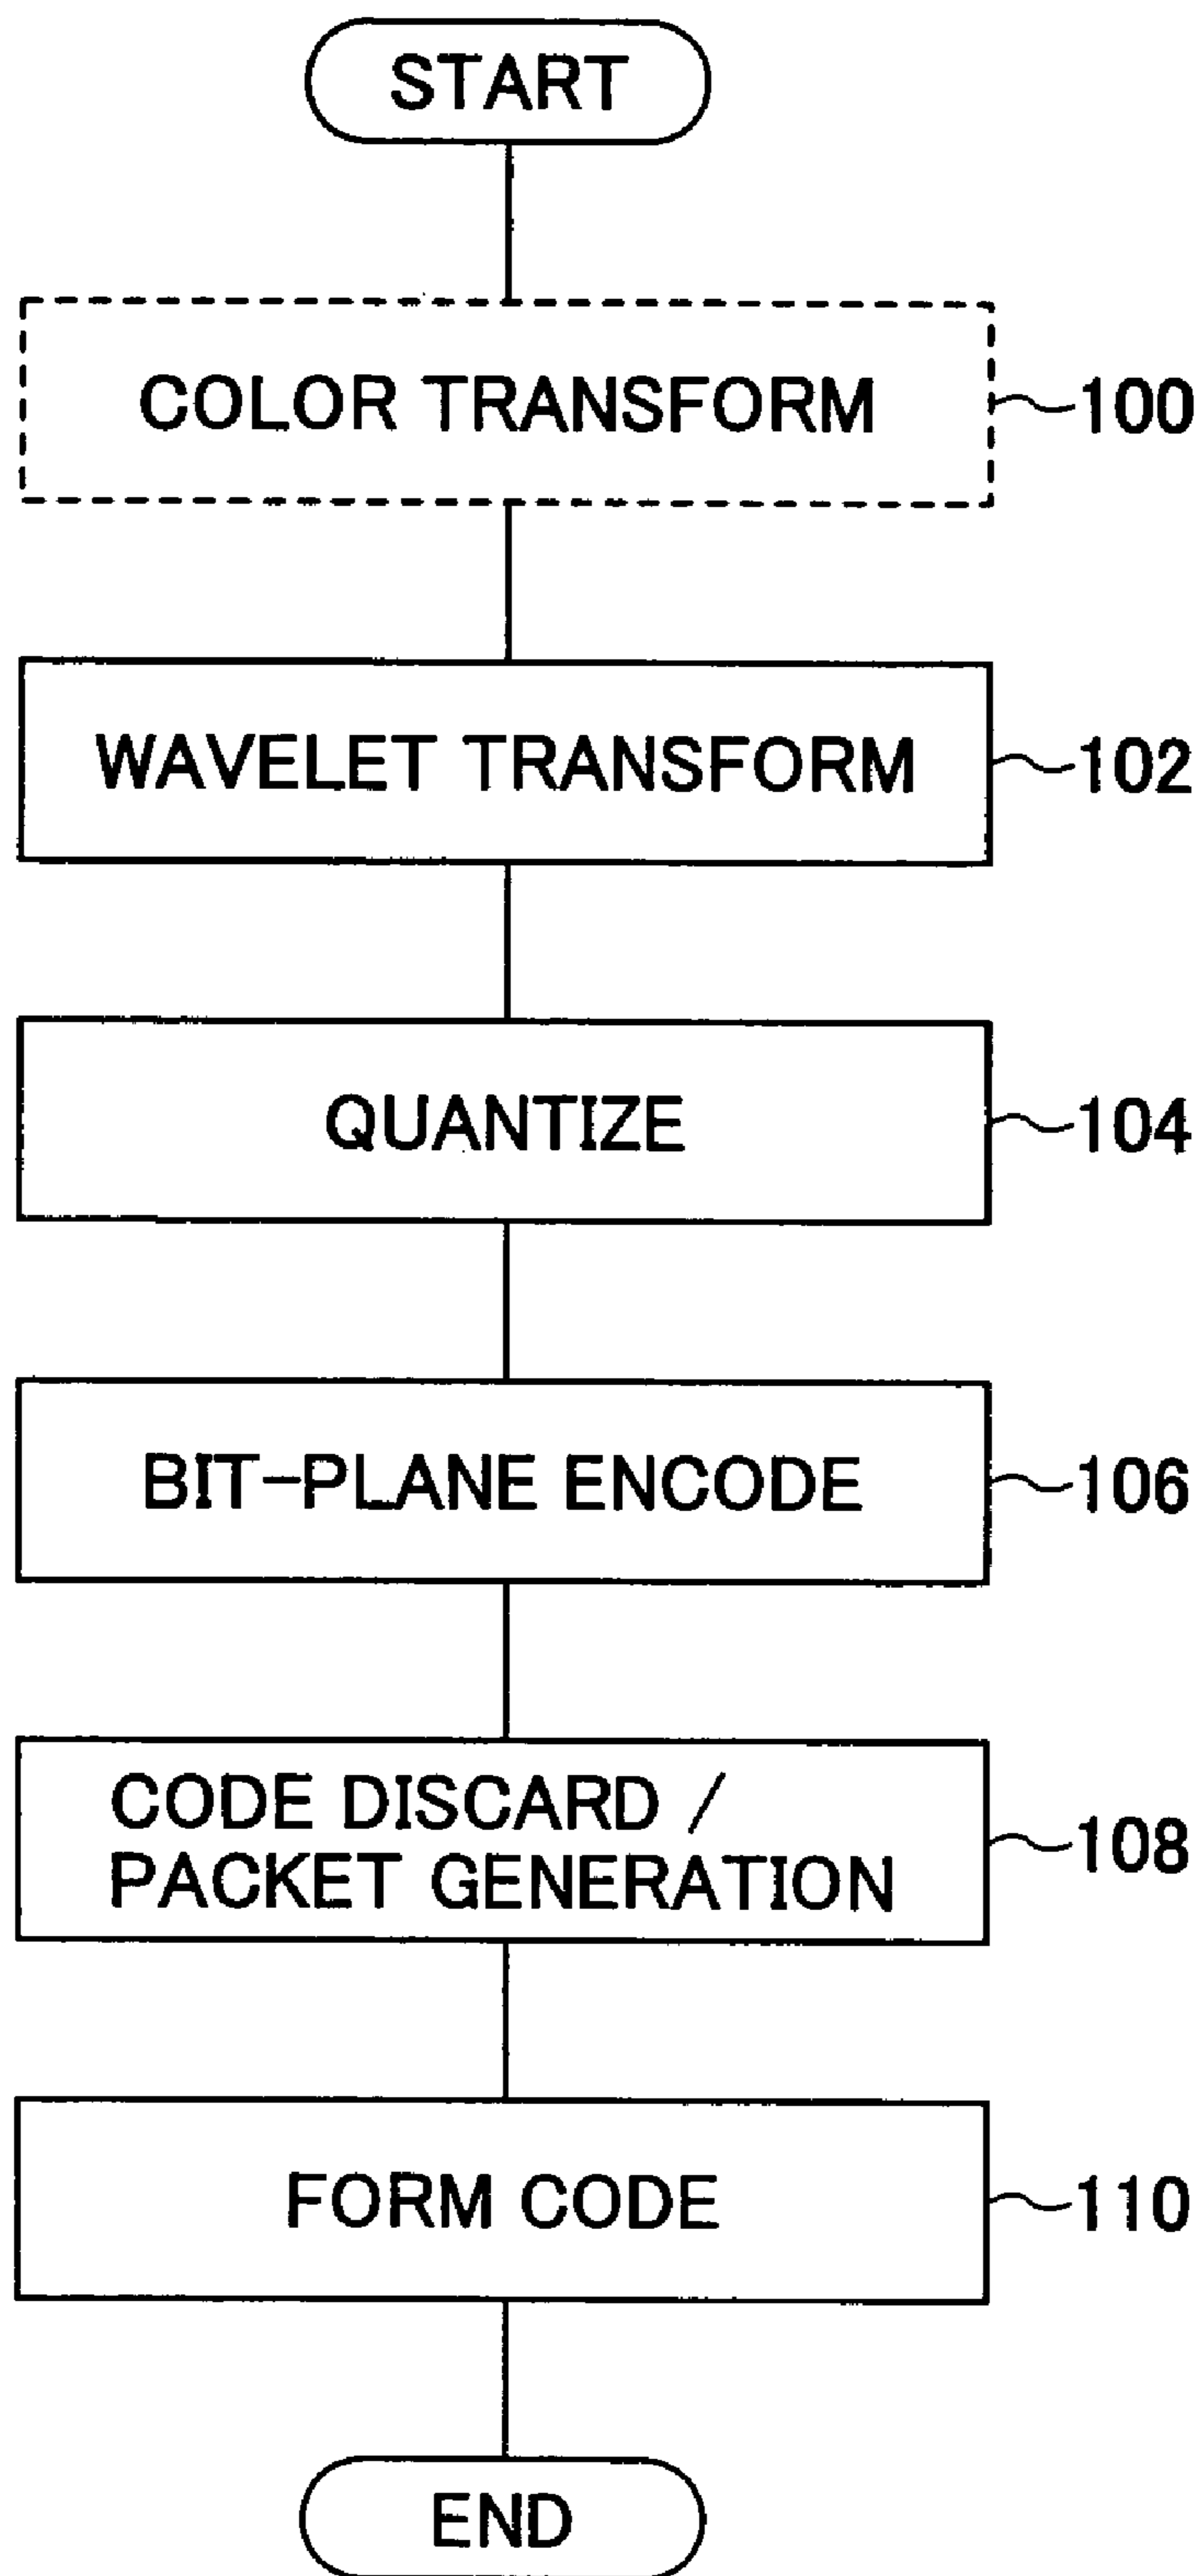 START
COLOR TRANSFORM
100
WAVELET TRANSFORM
102
QUANTIZE
104
BIT-PLANE ENCODE
106
CODE DISCARD /
PACKET GENERATION
108
FORM CODE
110
END